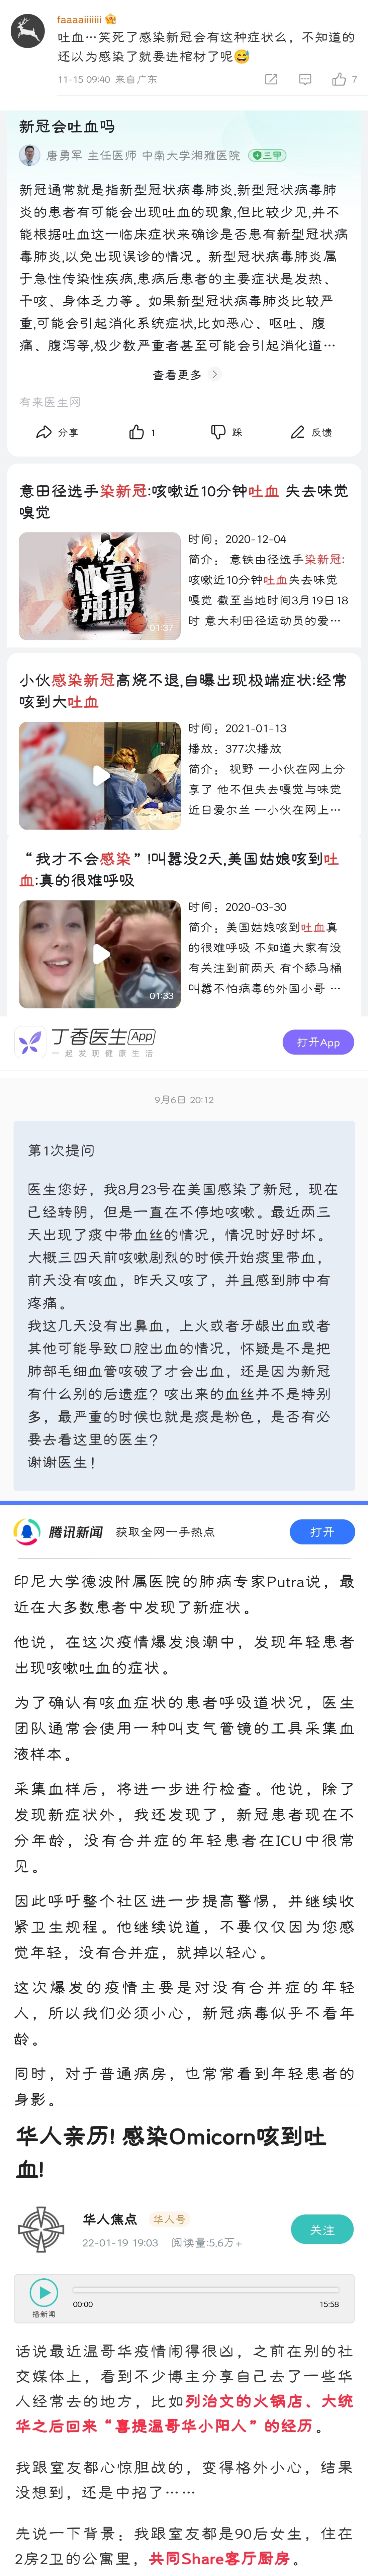 faaaaiiiiiii
吐血…笑死了感染新冠会有这种症状么，不知道的
还以为感染了就要进棺材了呢😅
11-15 09:40 来自广东
7
新冠会吐血吗
唐勇军 主任医师 中南大学湘雅医院 三甲
新冠通常就是指新型冠状病毒肺炎,新型冠状病毒肺
炎的患者有可能会出现吐血的现象,但比较少见,并不
能根据吐血这一临床症状来确诊是否患有新型冠状病
毒肺炎,以免出现误诊的情况。新型冠状病毒肺炎属
于急性传染性疾病,患病后患者的主要症状是发热、
干咳、身体乏力等。如果新型冠状病毒肺炎比较严
重,可能会引起消化系统症状,比如恶心、呕吐、腹
痛、腹泻等,极少数严重者甚至可能会引起消化道…
查看更多
有来医生网
分享 1 踩 反馈
意田径选手染新冠:咳嗽近10分钟吐血 失去味觉
嗅觉
体育
辣报
01:37
时间：2020-12-04
简介： 意铁由径选手染新冠:
咳嗽近10分钟吐血失去味觉
嘎觉 截至当地时间3月19日18
时 意大利田径运动员的爱…
小伙感染新冠高烧不退,自曝出现极端症状:经常
咳到大吐血
时间：2021-01-13
播放：377次播放
简介： 视野 一小伙在网上分
享了 他不但失去嘎觉与味觉
近日爱尔兰 一小伙在网上…
“我才不会感染”!叫嚣没2天,美国姑娘咳到吐
血:真的很难呼吸
01:33
时间：2020-03-30
简介：美国姑娘咳到吐血真
的很难呼吸 不知道大家有没
有关注到前两天 有个舔马桶
叫嚣不怕病毒的外国小哥 …
丁香医生App
一起发现健康生活
打开App
9月6日 20:12
第1次提问
医生您好，我8月23号在美国感染了新冠，现在
已经转阴，但是一直在不停地咳嗽。最近两三
天出现了痰中带血丝的情况，情况时好时坏。
大概三四天前咳嗽剧烈的时候开始痰里带血，
前天没有咳血，昨天又咳了，并且感到肺中有
疼痛。
我这几天没有出鼻血，上火或者牙龈出血或者
其他可能导致口腔出血的情况，怀疑是不是把
肺部毛细血管咳破了才会出血，还是因为新冠
有什么别的后遗症？咳出来的血丝并不是特别
多，最严重的时候也就是痰是粉色，是否有必
要去看这里的医生？
谢谢医生！
腾讯新闻 获取全网一手热点 打开
印尼大学德波附属医院的肺病专家Putra说，最
近在大多数患者中发现了新症状。
他说，在这次疫情爆发浪潮中，发现年轻患者
出现咳嗽吐血的症状。
为了确认有咳血症状的患者呼吸道状况，医生
团队通常会使用一种叫支气管镜的工具采集血
液样本。
采集血样后，将进一步进行检查。他说，除了
发现新症状外，我还发现了，新冠患者现在不
分年龄，没有合并症的年轻患者在ICU中很常
见。
因此呼吁整个社区进一步提高警惕，并继续收
紧卫生规程。他继续说道，不要仅仅因为您感
觉年轻，没有合并症，就掉以轻心。
这次爆发的疫情主要是对没有合并症的年轻
人，所以我们必须小心，新冠病毒似乎不看年
龄。
同时，对于普通病房，也常常看到年轻患者的
身影。
华人亲历! 感染Omicorn咳到吐
血!
华人焦点 华人号
22-01-19 19:03 阅读量:5.6万+
关注
播新闻
00:00
15:58
话说最近温哥华疫情闹得很凶，之前在别的社
交媒体上，看到不少博主分享自己去了一些华
人经常去的地方，比如列治文的火锅店、大统
华之后回来“喜提温哥华小阳人”的经历。
我跟室友都心惊胆战的，变得格外小心，结果
没想到，还是中招了……
先说一下背景：我跟室友都是90后女生，住在
2房2卫的公寓里，共同Share客厅厨房。